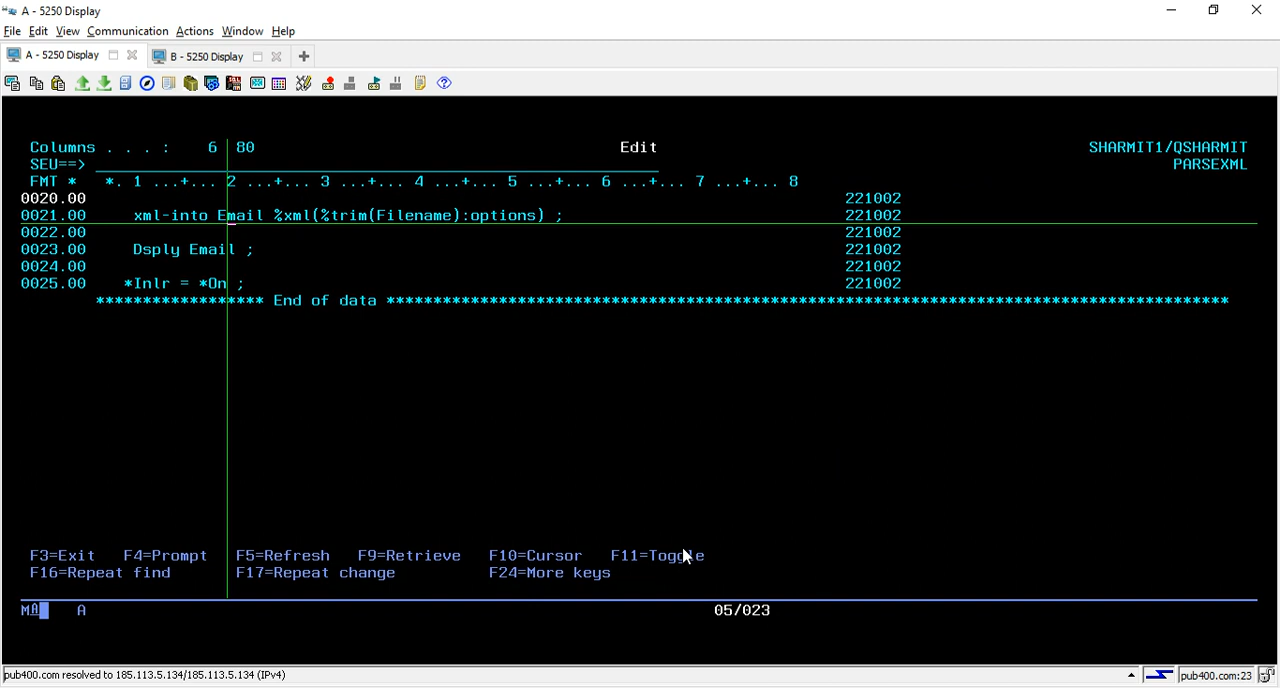 A - 5250 Display
File Edit View Communication Actions Window Help
A - 5250 Display B - 5250 Display
Columns . . . : 6 80 Edit SHARMIT1/QSHARMIT
SEU==> PARSEXML
FMT * *. 1 ...+... 2 ...+... 3 ...+... 4 ...+... 5 ...+... 6 ...+... 7 ...+... 8
0020.00 221002
0021.00 xml-into Email %xml(%trim(Filename):options) ; 221002
0022.00 221002
0023.00 Dsply Email ; 221002
0024.00 221002
0025.00 *Inlr = *On ; 221002
****************** End of data ******************************************************************************************
F3=Exit F4=Prompt F5=Refresh F9=Retrieve F10=Cursor F11=Toggle
F16=Repeat find F17=Repeat change F24=More keys
MA A 05/023
pub400.com resolved to 185.113.5.134/185.113.5.134 (IPv4) pub400.com:23